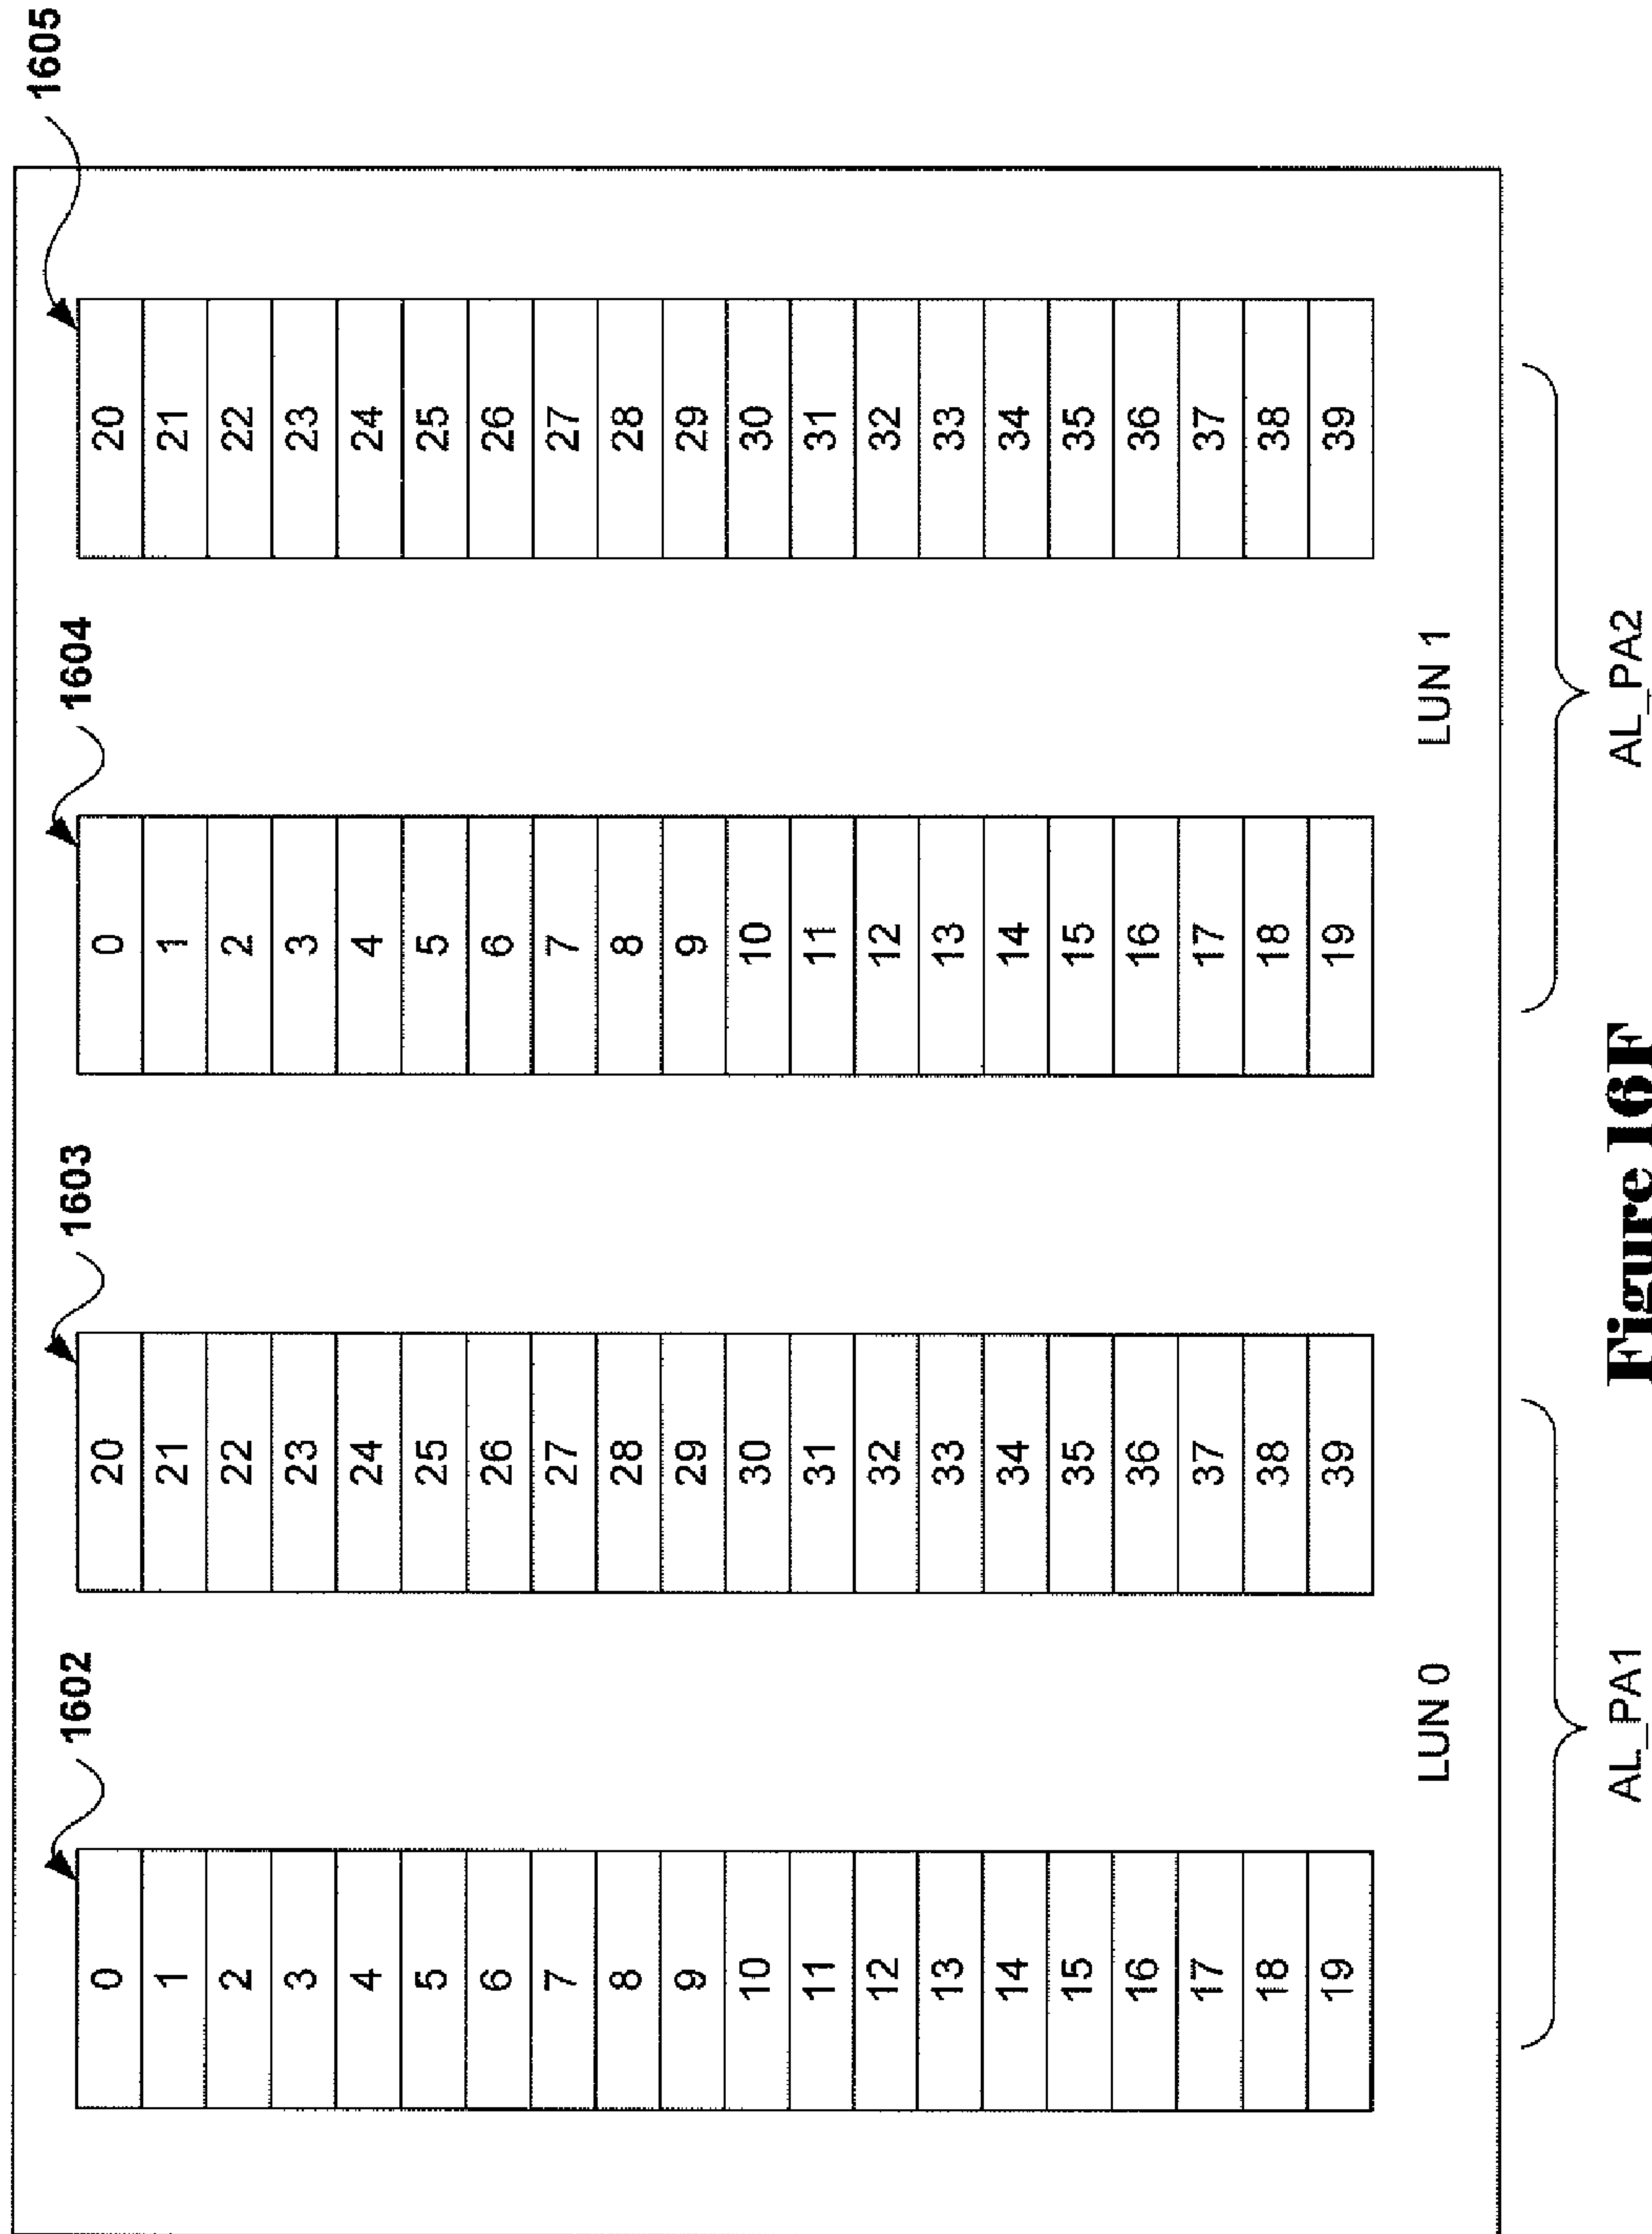 1602
1603
1604
1605
0 20 0 20
1 21 1 21
2 22 2 22
3 23 3 23
4 24 4 24
5 25 5 25
6 26 6 26
7 27 7 27
8 28 8 28
9 29 9 29
10 30 10 30
11 31 11 31
12 32 12 32
13 33 13 33
14 34 14 34
15 35 15 35
16 36 16 36
17 37 17 37
18 38 18 38
19 39 19 39
LUN 0
LUN 1
AL_PA1
AL_PA2
Figure 16F